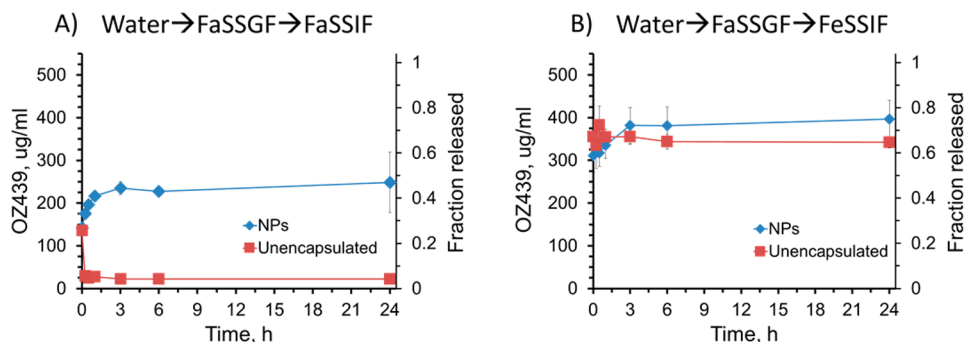 A) Water→FaSSGF→FaSSIF
OZ439, ug/ml
500
400
300
200
100
0
1
0.8
0.6
0.4
0.2
0
Fraction released
NPs
Unencapsulated
0 3 6 9 12 15 18 21 24
Time, h
B) Water→FaSSGF→FeSSIF
OZ439, ug/ml
500
400
300
200
100
0
1
0.8
0.6
0.4
0.2
0
Fraction released
NPs
Unencapsulated
0 3 6 9 12 15 18 21 24
Time, h